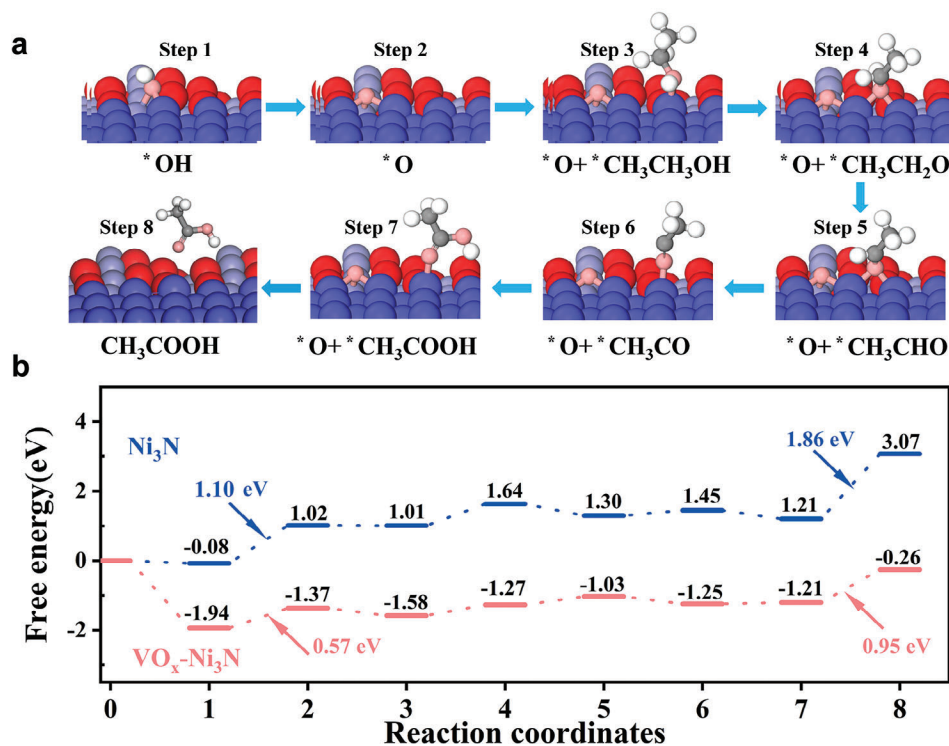 a
Step 1
Step 2
Step 3
Step 4
* OH
* O
* O+ * CH₃CH₃OH
* O+ * CH₃CH₂O
Step 8
Step 7
Step 6
Step 5
CH₃COOH
* O+ * CH₃COOH
* O+ * CH₃CO
* O+ * CH₃CHO
b
Free energy(eV)
4
2
0
-2
Ni₃N
1.10 eV
1.86 eV
-0.08
1.02
1.01
1.64
1.30
1.45
1.21
3.07
-1.94
-1.37
-1.58
-1.27
-1.03
-1.25
-1.21
-0.26
0.57 eV
0.95 eV
VOₓ-Ni₃N
0 1 2 3 4 5 6 7 8
Reaction coordinates